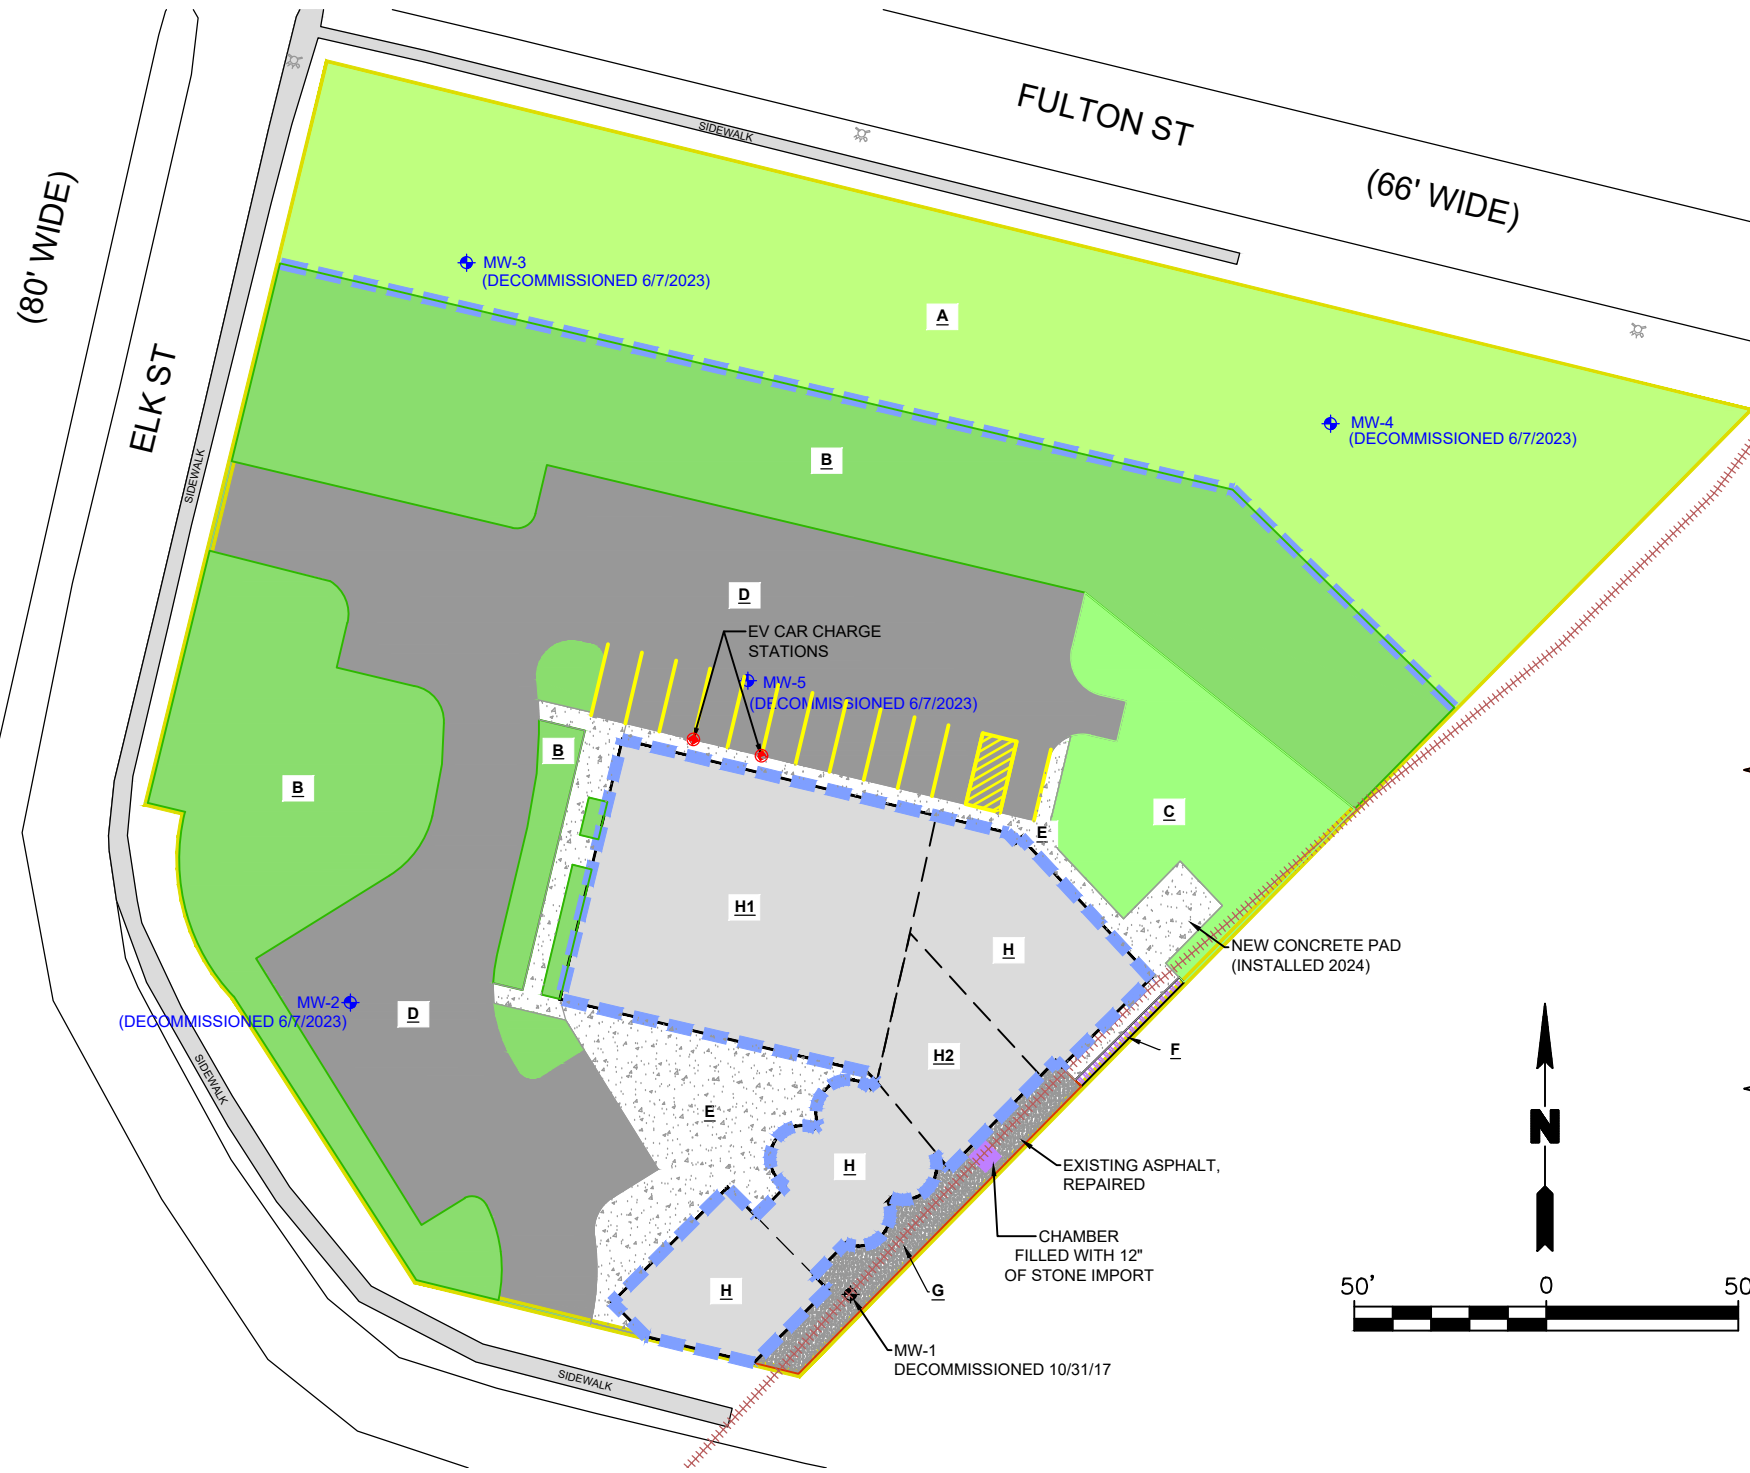 FULTON ST
(66' WIDE)
SIDEWALK
(80' WIDE)
ELK ST
SIDEWALK
MW-3
(DECOMMISSIONED 6/7/2023)
A
MW-4
(DECOMMISSIONED 6/7/2023)
B
D
EV CAR CHARGE
STATIONS
MW-5
(DECOMMISSIONED 6/7/2023)
B
B
C
E
H1
H
NEW CONCRETE PAD
(INSTALLED 2024)
MW-2
(DECOMMISSIONED 6/7/2023)
D
H2
F
SIDEWALK
E
H
EXISTING ASPHALT,
REPAIRED
CHAMBER
FILLED WITH 12"
OF STONE IMPORT
H
G
MW-1
DECOMMISSIONED 10/31/17
SIDEWALK
N
50' 0 50